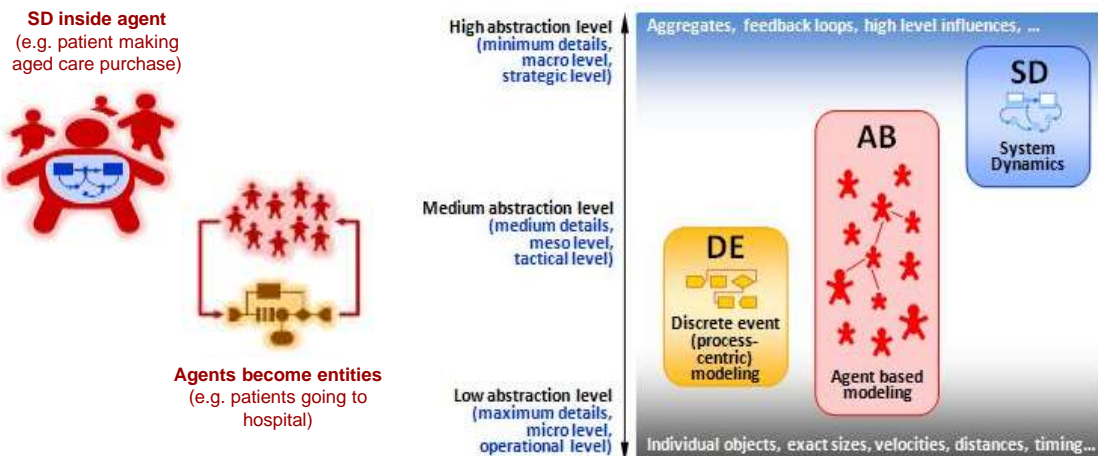 SD inside agent
(e.g. patient making
aged care purchase)
Agents become entities
(e.g. patients going to
hospital)
High abstraction level
(minimum details,
macro level,
strategic level)
Medium abstraction level
(medium details,
meso level,
tactical level)
Low abstraction level
(maximum details,
micro level,
operational level)
Aggregates, feedback loops, high level influences, ...
SD
System
Dynamics
AB
Agent based
modeling
DE
Discrete event
(process-
centric)
modeling
Individual objects, exact sizes, velocities, distances, timing...